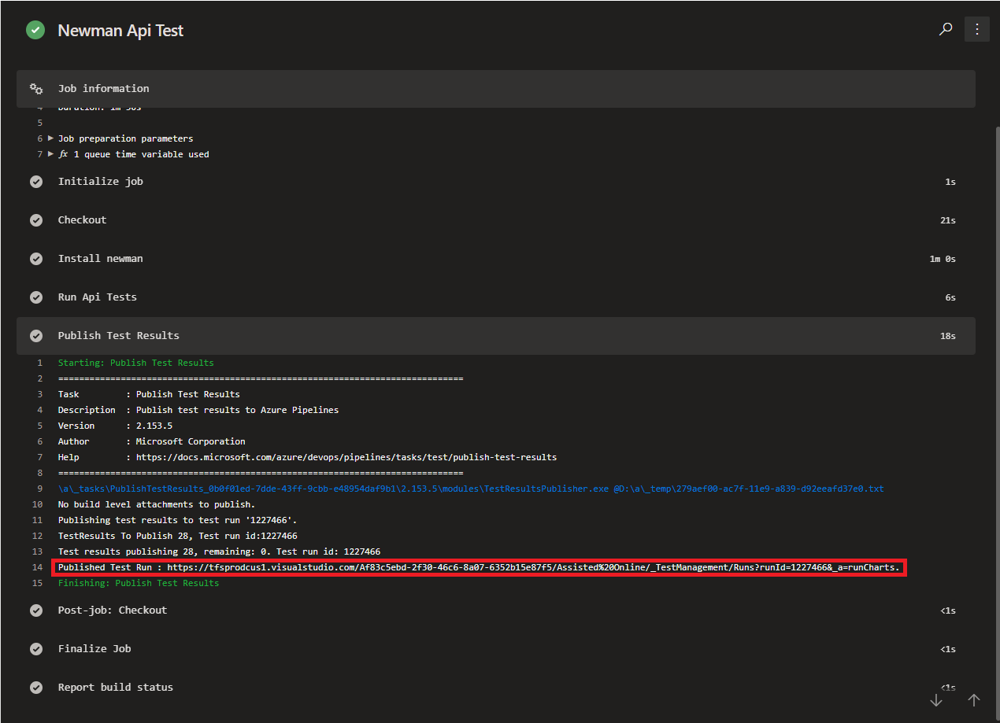 Newman Api Test
Job information
4 Duration: 1m 50s
5
6 Job preparation parameters
7 fx 1 queue time variable used
Initialize job 1s
Checkout 21s
Install newman 1m 0s
Run Api Tests 6s
Publish Test Results 18s
1 Starting: Publish Test Results
2 ==============================================================================
3 Task         : Publish Test Results
4 Description  : Publish test results to Azure Pipelines
5 Version      : 2.153.5
6 Author       : Microsoft Corporation
7 Help         : https://docs.microsoft.com/azure/devops/pipelines/tasks/test/publish-test-results
8 ==============================================================================
9 \a\_tasks\PublishTestResults_0b0f01ed-7dde-43ff-9cbb-e48954daf9b1\2.153.5\modules\TestResultsPublisher.exe @D:\a\_temp\279aef00-ac7f-11e9-a839-d92eeafd37e0.txt
10 No build level attachments to publish.
11 Publishing test results to test run '1227466'.
12 TestResults To Publish 28, Test run id:1227466
13 Test results publishing 28, remaining: 0. Test run id: 1227466
14 Published Test Run : https://tfsprodcus1.visualstudio.com/Af83c5ebd-2f30-46c6-8a07-6352b15e87f5/Assisted%20Online/_TestManagement/Runs?runId=1227466&_a=runCharts.
15 Finishing: Publish Test Results
Post-job: Checkout <1s
Finalize Job <1s
Report build status <1s